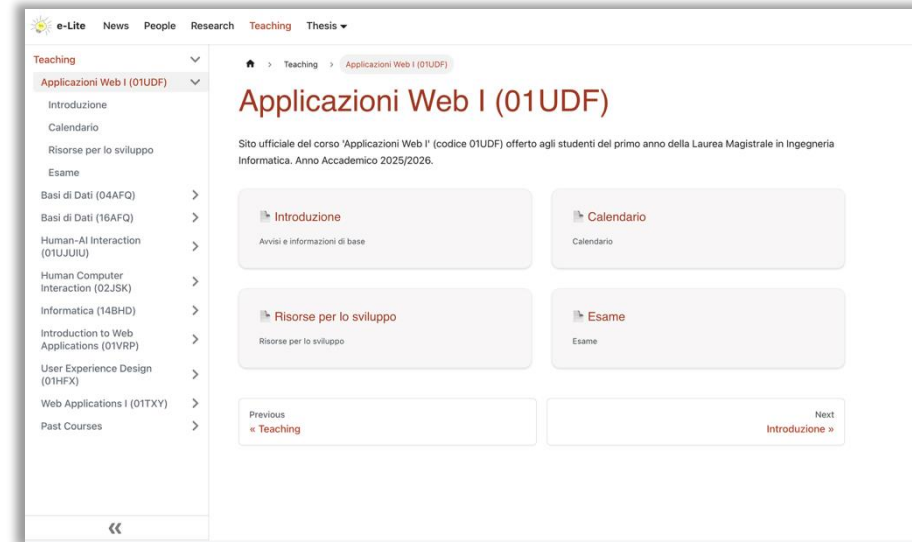 e-Lite News People Research Teaching Thesis
Teaching
Applicazioni Web I (01UDF)
Introduzione
Calendario
Risorse per lo sviluppo
Esame
Basi di Dati (04AFQ)
Basi di Dati (16AFQ)
Human-AI Interaction
(01UJUIU)
Human Computer
Interaction (02JSK)
Informatica (14BHD)
Introduction to Web
Applications (01VRP)
User Experience Design
(01HFX)
Web Applications I (01TXY)
Past Courses
Teaching > Applicazioni Web I (01UDF)
Applicazioni Web I (01UDF)
Sito ufficiale del corso 'Applicazioni Web I' (codice 01UDF) offerto agli studenti del primo anno della Laurea Magistrale in Ingegneria
Informatica. Anno Accademico 2025/2026.
Introduzione
Avvisi e informazioni di base
Calendario
Calendario
Risorse per lo sviluppo
Risorse per lo sviluppo
Esame
Esame
Previous
« Teaching
Next
Introduzione »